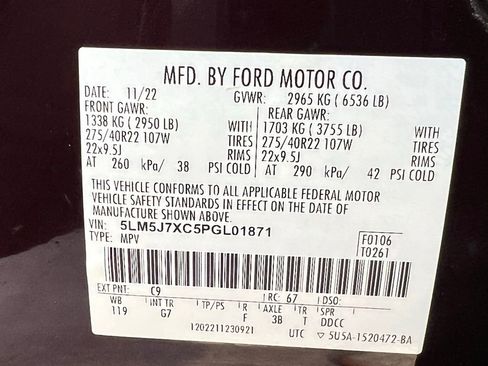 MFD. BY FORD MOTOR CO.
DATE: 11/22 GVWR: 2965 KG ( 6536 LB)
FRONT GAWR: REAR GAWR:
1338 KG ( 2950 LB) WITH 1703 KG ( 3755 LB) WITH
275/40R22 107W TIRES 275/40R22 107W TIRES
22x9.5J RIMS 22x9.5J RIMS
AT 260 kPa/ 38 PSI COLD AT 290 kPa/ 42 PSI COLD
THIS VEHICLE CONFORMS TO ALL APPLICABLE FEDERAL MOTOR
VEHICLE SAFETY STANDARDS IN EFFECT ON THE DATE OF
MANUFACTURE SHOWN ABOVE.
VIN: 5LM5J7XC5PGL01871 F0106
TYPE: MPV T0261
EXT PNT: C9 RC: 67 DSO:
WB INT TR TP/PS R AXLE TR SPR
119 G7 F 3B T DDCC
1202211230921 UTC 5U5A-1520472-BA